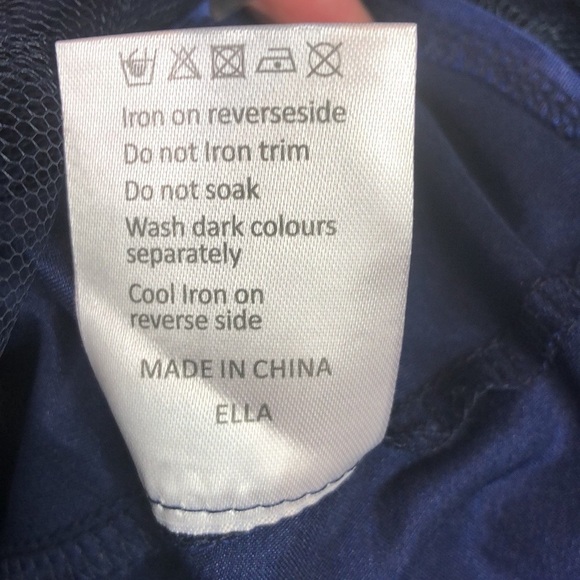 Iron on reverseside
Do not Iron trim
Do not soak
Wash dark colours
separately
Cool Iron on
reverse side
MADE IN CHINA
ELLA